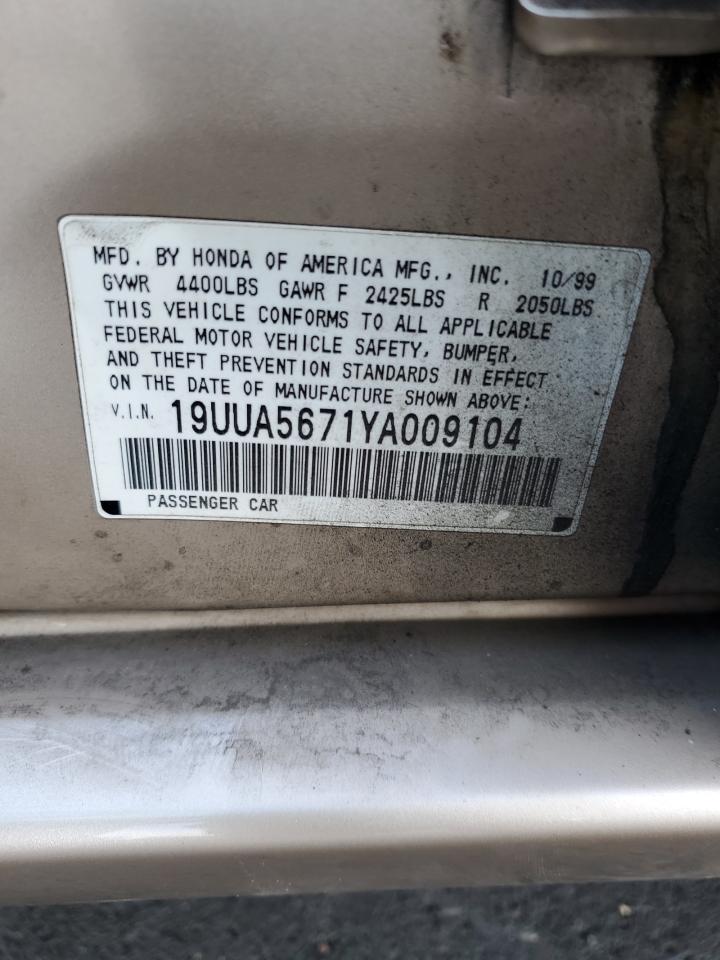 MFD. BY HONDA OF AMERICA MFG., INC. 10/99
GVWR 4400LBS GAWR F 2425LBS R 2050LBS
THIS VEHICLE CONFORMS TO ALL APPLICABLE
FEDERAL MOTOR VEHICLE SAFETY, BUMPER,
AND THEFT PREVENTION STANDARDS IN EFFECT
ON THE DATE OF MANUFACTURE SHOWN ABOVE:
V.I.N. 19UUA5671YA009104
PASSENGER CAR